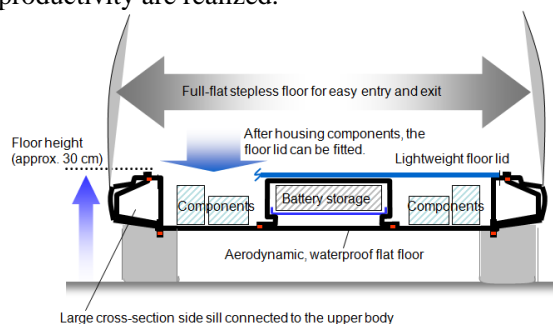 productivity are realized.
Full-flat stepless floor for easy entry and exit
After housing components, the
floor lid can be fitted.
Floor height
(approx. 30 cm)
Lightweight floor lid
Components
Battery storage
Components
Aerodynamic, waterproof flat floor
Large cross-section side sill connected to the upper body